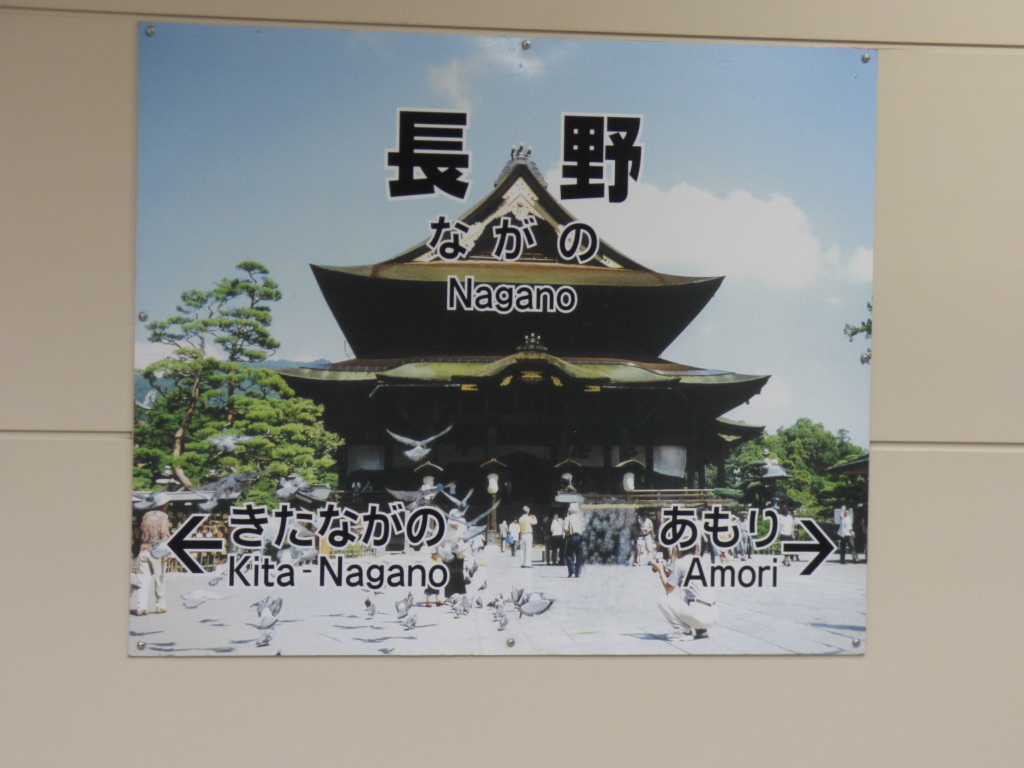 長野
ながの
Nagano
きたながの
Kita-Nagano
あもり
Amori